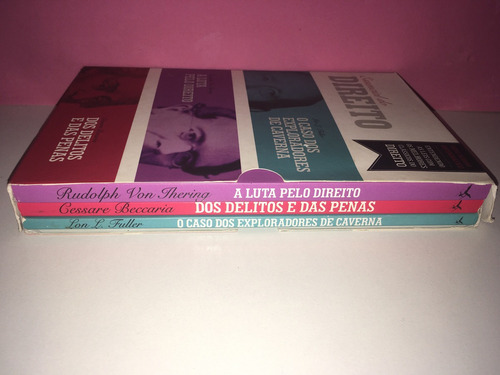 DOS DELITOS
E DAS PENAS
A LUTA
PELO DIREITO
O CASO DOS
EXPLORADORES
DE CAVERNA
DIREITO
DIREITO
Rudolph Von Ihering A LUTA PELO DIREITO
Cessare Beccaria DOS DELITOS E DAS PENAS
Lon L. Fuller O CASO DOS EXPLORADORES DE CAVERNA